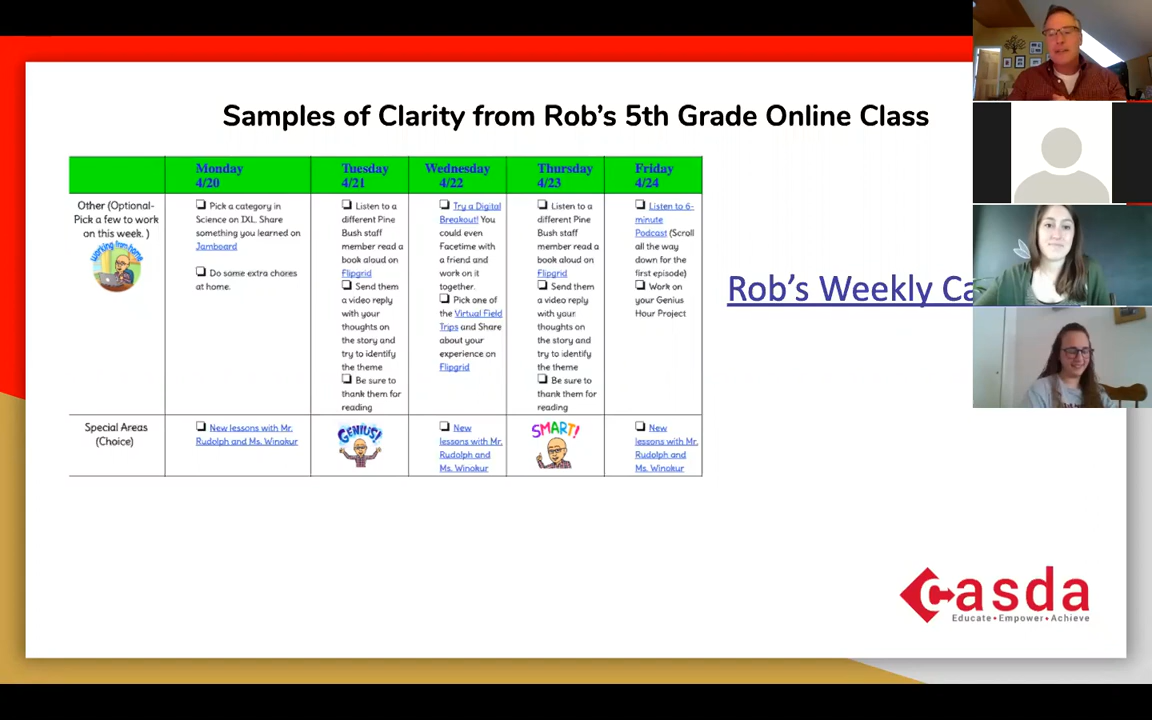 Samples of Clarity from Rob's 5th Grade Online Class
Monday
4/20
Tuesday
4/21
Wednesday
4/22
Thursday
4/23
Friday
4/24
Other (Optional-
Pick a few to work
on this week. )
working from home
Pick a category in
Science on IXL. Share
something you learned on
Jamboard
Do some extra chores
at home.
Listen to a
different Pine
Bush staff
member read a
book aloud on
Flipgrid
Send them
a video reply
with your
thoughts on
the story and
try to identify
the theme
Be sure to
thank them for
reading
Try a Digital
Breakout! You
could even
Facetime with
a friend and
work on it
together.
Pick one of
the Virtual Field
Trips and Share
about your
experience on
Flipgrid
Listen to a
different Pine
Bush staff
member read a
book aloud on
Flipgrid
Send them
a video reply
with your
thoughts on
the story and
try to identify
the theme
Be sure to
thank them for
reading
Listen to 6-
minute
Podcast (Scroll
all the way
down for the
first episode)
Work on
your Genius
Hour Project
Special Areas
(Choice)
New lessons with Mr.
Rudolph and Ms. Winokur
GENIUS!
New
lessons with Mr.
Rudolph and
Ms. Winokur
SMART!
New
lessons with Mr.
Rudolph and
Ms. Winokur
Rob's Weekly Ca
casda
Educate • Empower • Achieve